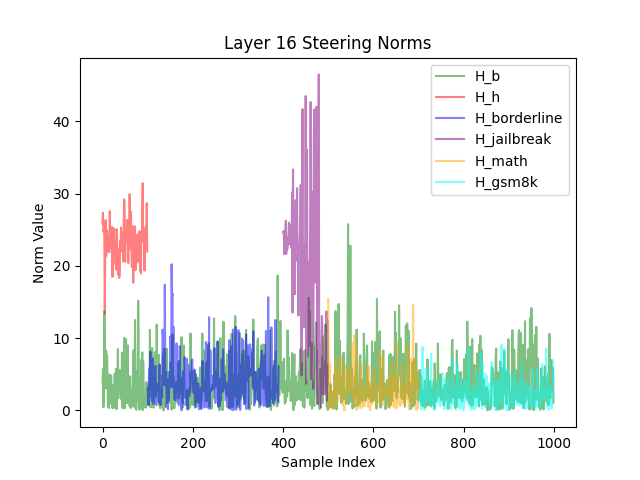 Layer 16 Steering Norms
H_b
H_h
H_borderline
H_jailbreak
H_math
H_gsm8k
Norm Value
40
30
20
10
0
0 200 400 600 800 1000
Sample Index